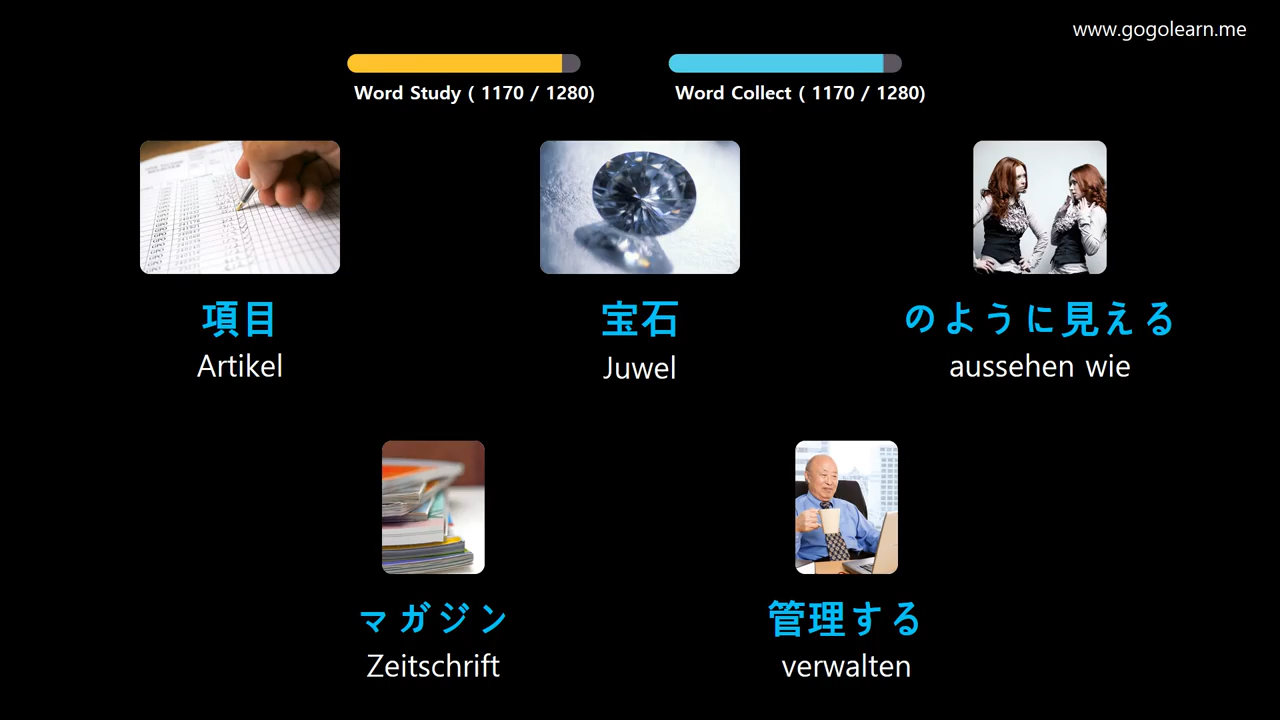 www.gogolearn.me
Word Study ( 1170 / 1280)
Word Collect ( 1170 / 1280)
項目
Artikel
宝石
Juwel
のように見える
aussehen wie
マガジン
Zeitschrift
管理する
verwalten